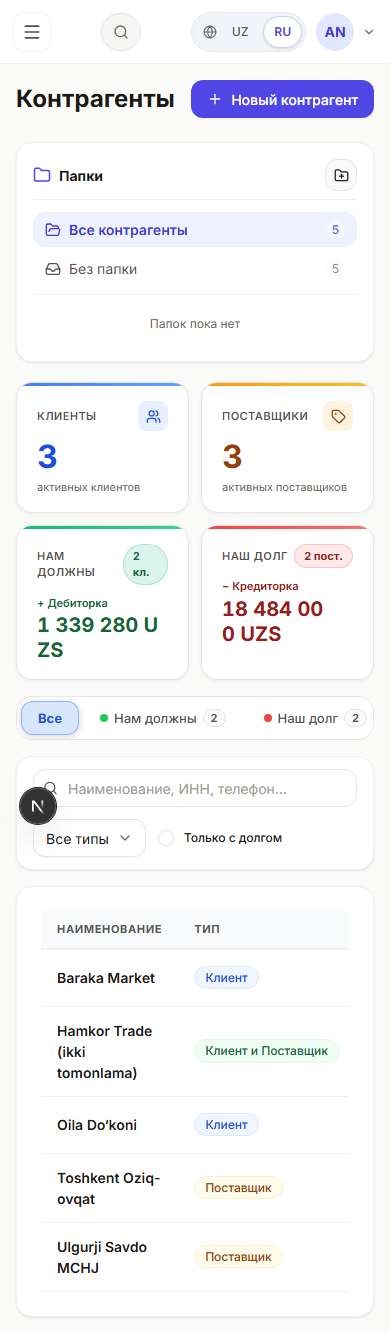 UZ RU AN
Контрагенты
Новый контрагент
Папки
Все контрагенты 5
Без папки 5
Папок пока нет
КЛИЕНТЫ
3
активных клиентов
ПОСТАВЩИКИ
3
активных поставщиков
НАМ
ДОЛЖНЫ
2
кл.
+ Дебиторка
1 339 280 U
ZS
НАШ ДОЛГ 2 пост.
− Кредиторка
18 484 00
0 UZS
Все Нам должны 2 Наш долг 2
Наименование, ИНН, телефон...
N
Все типы Только с долгом
НАИМЕНОВАНИЕ ТИП
Baraka Market Клиент
Hamkor Trade
(ikki
tomonlama)
Клиент и Поставщик
Oila Do‘koni Клиент
Toshkent Oziq-
ovqat
Поставщик
Ulgurji Savdo
MCHJ
Поставщик